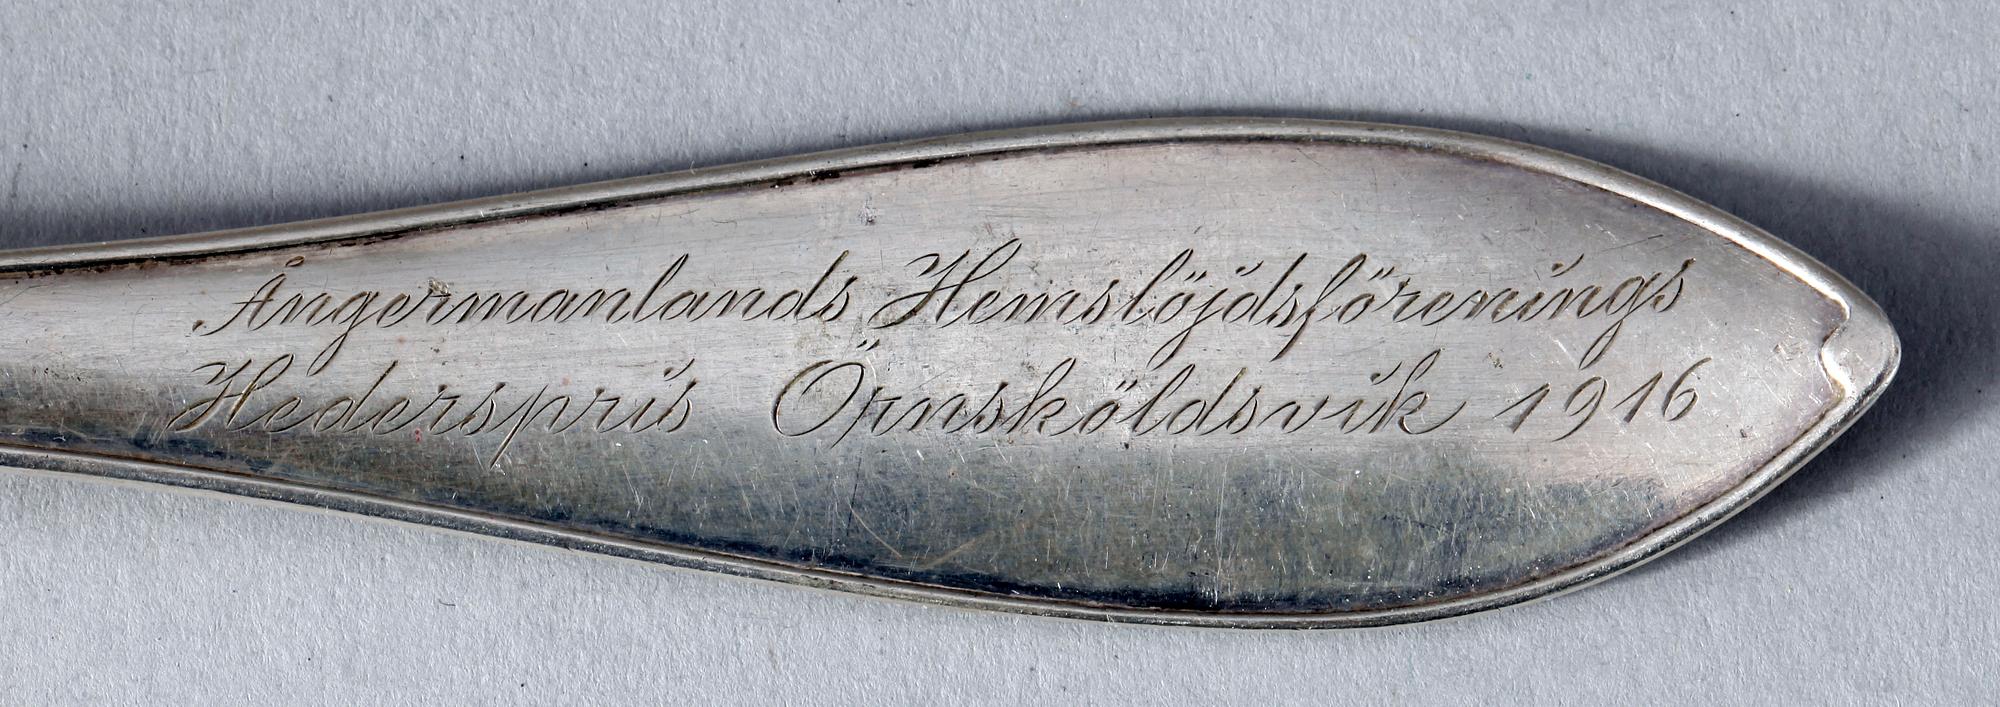 Ångermanlands Hemslöjdsförenings
Hederspris Örnsköldsvik 1916